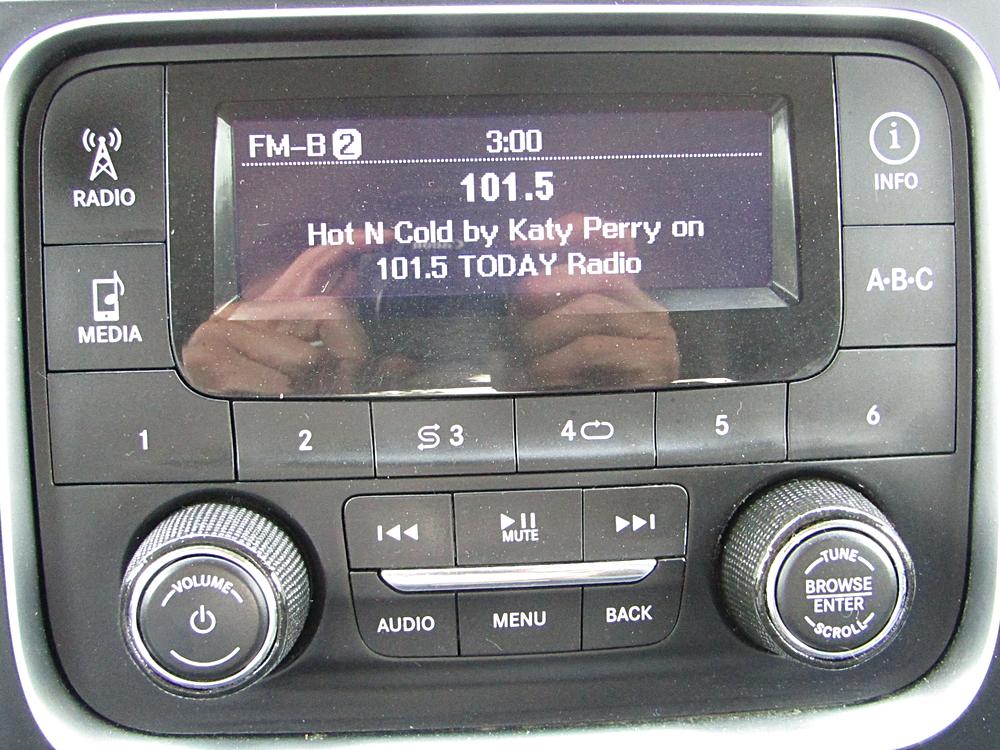 FM-B 2 3:00
101.5
Hot N Cold by Katy Perry on
101.5 TODAY Radio
RADIO
i
INFO
MEDIA
A·B·C
1
2
3
4
5
6
MUTE
VOLUME
TUNE
BROWSE
ENTER
SCROLL
AUDIO
MENU
BACK